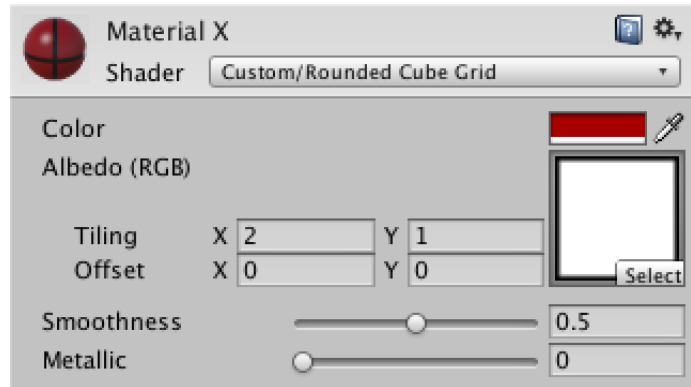 Material X
Shader Custom/Rounded Cube Grid
Color
Albedo (RGB)
Tiling X 2 Y 1
Offset X 0 Y 0
Select
Smoothness 0.5
Metallic 0